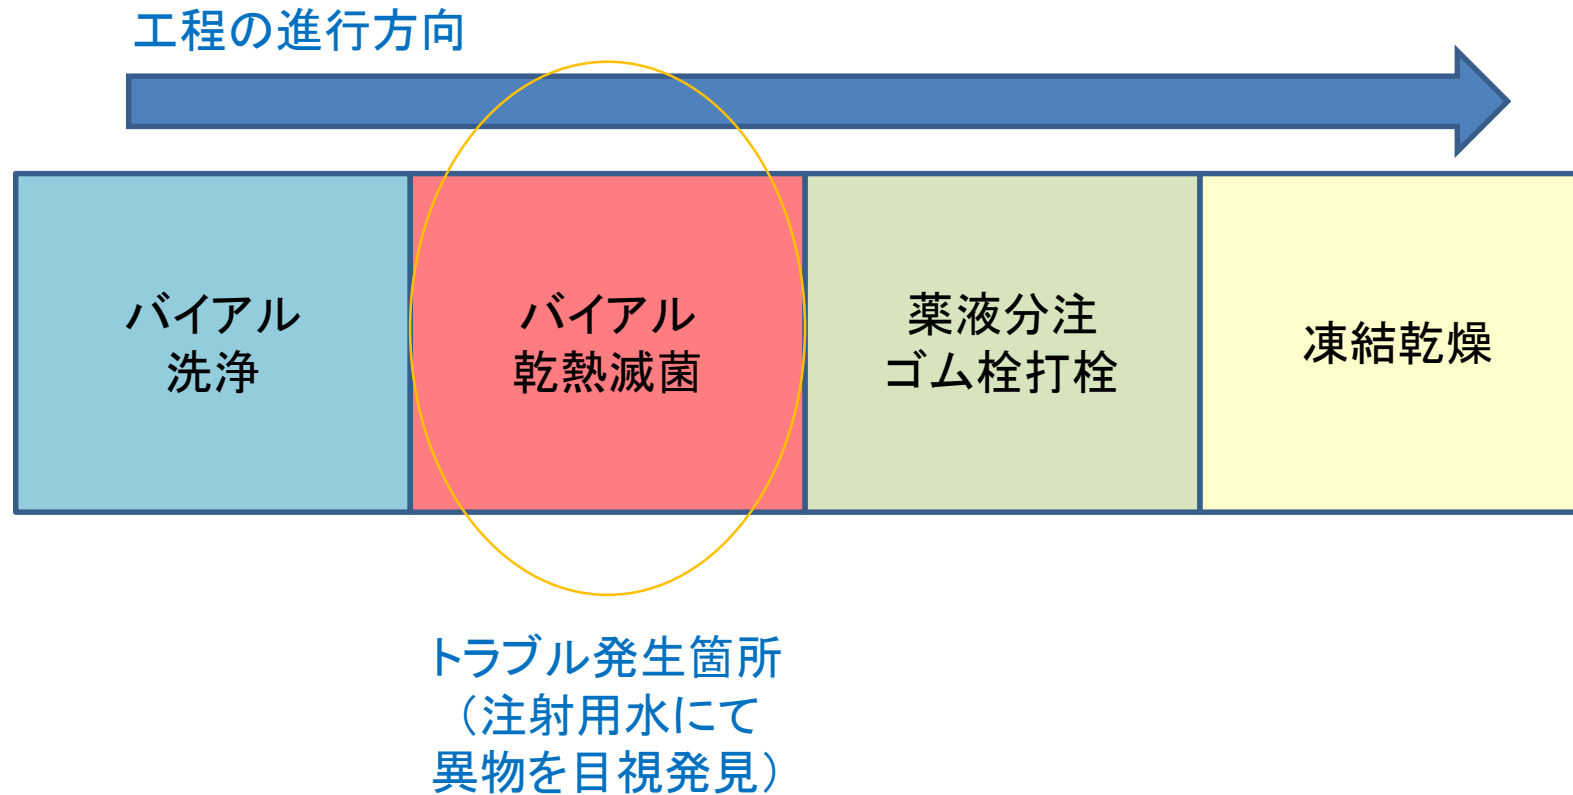 工程の進行方向
バイアル
洗浄
バイアル
乾熱滅菌
薬液分注
ゴム栓打栓
凍結乾燥
トラブル発生箇所
（注射用水にて
異物を目視発見）